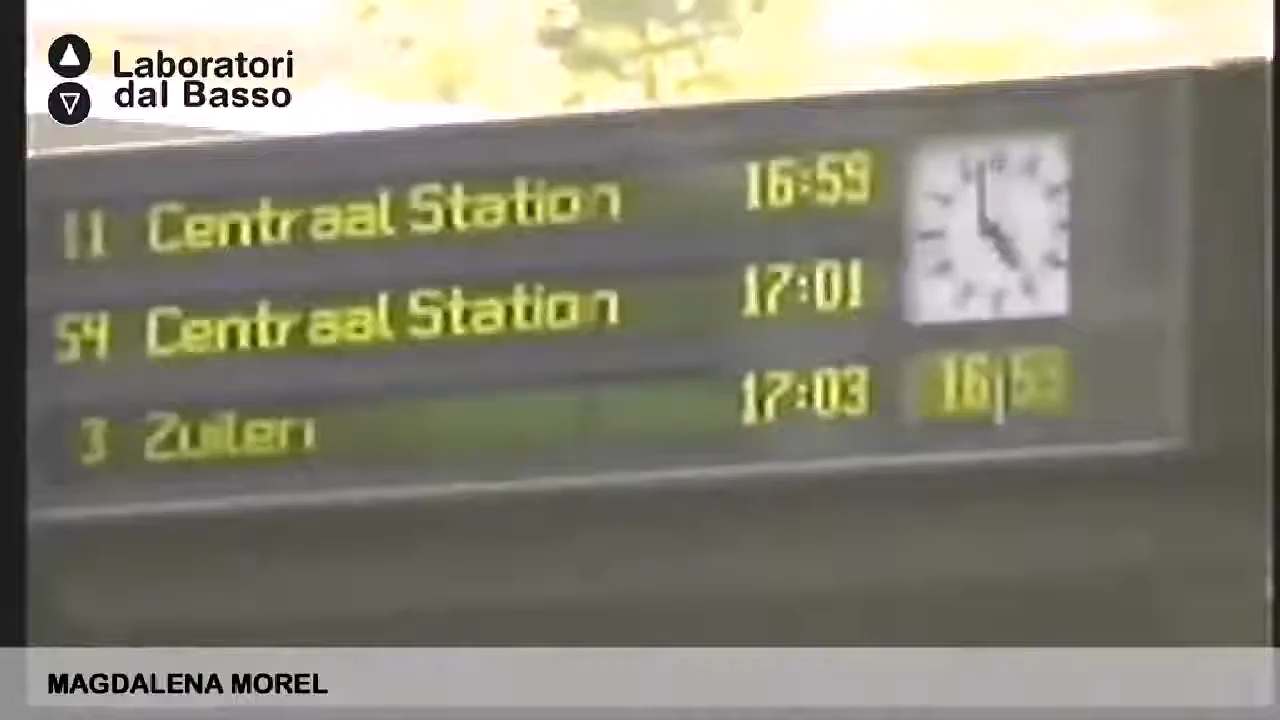 Laboratori
dal Basso
11 Centraal Station 16:59
54 Centraal Station 17:01
3 Zuilen 17:03
MAGDALENA MOREL